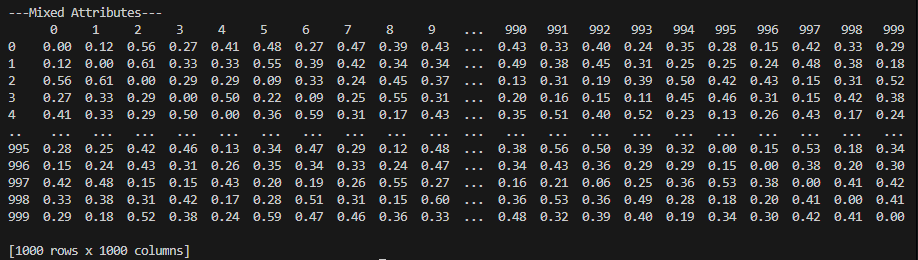 ---Mixed Attributes---
0 1 2 3 4 5 6 7 8 9 ... 990 991 992 993 994 995 996 997 998 999
0 0.00 0.12 0.56 0.27 0.41 0.48 0.27 0.47 0.39 0.43 ... 0.43 0.33 0.40 0.24 0.35 0.28 0.15 0.42 0.33 0.29
1 0.12 0.00 0.61 0.33 0.33 0.55 0.39 0.42 0.34 0.34 ... 0.49 0.38 0.45 0.31 0.25 0.25 0.24 0.48 0.38 0.18
2 0.56 0.61 0.00 0.29 0.29 0.09 0.33 0.24 0.45 0.37 ... 0.13 0.31 0.19 0.39 0.50 0.42 0.43 0.15 0.31 0.52
3 0.27 0.33 0.29 0.00 0.50 0.22 0.09 0.25 0.55 0.31 ... 0.20 0.16 0.15 0.11 0.45 0.46 0.31 0.15 0.42 0.38
4 0.41 0.33 0.29 0.50 0.00 0.36 0.59 0.31 0.17 0.43 ... 0.35 0.51 0.40 0.52 0.23 0.13 0.26 0.43 0.17 0.24
.. ... ... ... ... ... ... ... ... ... ... ... ... ... ... ... ... ... ... ... ... ...
995 0.28 0.25 0.42 0.46 0.13 0.34 0.47 0.29 0.12 0.48 ... 0.38 0.56 0.50 0.39 0.32 0.00 0.15 0.53 0.18 0.34
996 0.15 0.24 0.43 0.31 0.26 0.35 0.34 0.33 0.24 0.47 ... 0.34 0.43 0.36 0.29 0.29 0.15 0.00 0.38 0.20 0.30
997 0.42 0.48 0.15 0.15 0.43 0.20 0.19 0.26 0.55 0.27 ... 0.16 0.21 0.06 0.25 0.36 0.53 0.38 0.00 0.41 0.42
998 0.33 0.38 0.31 0.42 0.17 0.28 0.51 0.31 0.15 0.60 ... 0.36 0.53 0.36 0.49 0.28 0.18 0.20 0.41 0.00 0.41
999 0.29 0.18 0.52 0.38 0.24 0.59 0.47 0.46 0.36 0.33 ... 0.48 0.32 0.39 0.40 0.19 0.34 0.30 0.42 0.41 0.00
[1000 rows x 1000 columns]